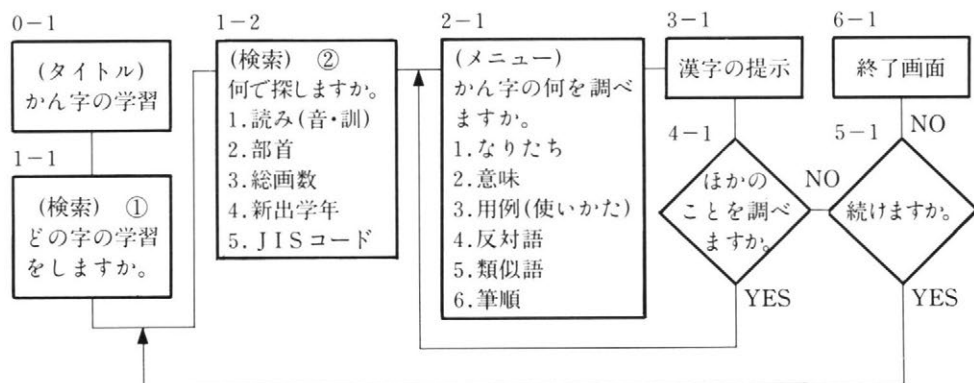 0-1
(タイトル)
かん字の学習
1-1
(検索) ①
どの字の学習
をしますか。
1-2
(検索) ②
何で探しますか。
1.読み(音・訓)
2.部首
3.総画数
4.新出学年
5.JISコード
2-1
(メニュー)
かん字の何を調べ
ますか。
1.なりたち
2.意味
3.用例(使いかた)
4.反対語
5.類似語
6.筆順
3-1
漢字の提示
4-1
ほかの
ことを調べ
ますか。
NO
YES
5-1
続けますか。
NO
YES
6-1
終了画面